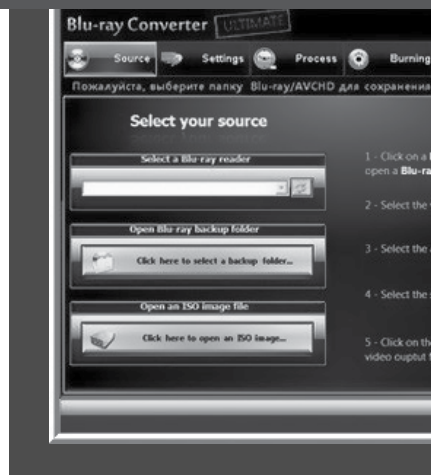 Blu-ray Converter ULTIMATE
Source Settings Process Burning
Пожалуйста, выберите папку Blu-ray/AVCHD для сохранения
Select your source
Select a Blu-ray reader
Open Blu-ray backup folder
Click here to select a backup folder...
Open an ISO image file
Click here to open an ISO image...
1 - Click on a
open a Blu-ra
2 - Select the
3 - Select the
4 - Select the
5 - Click on the
video ouptut f